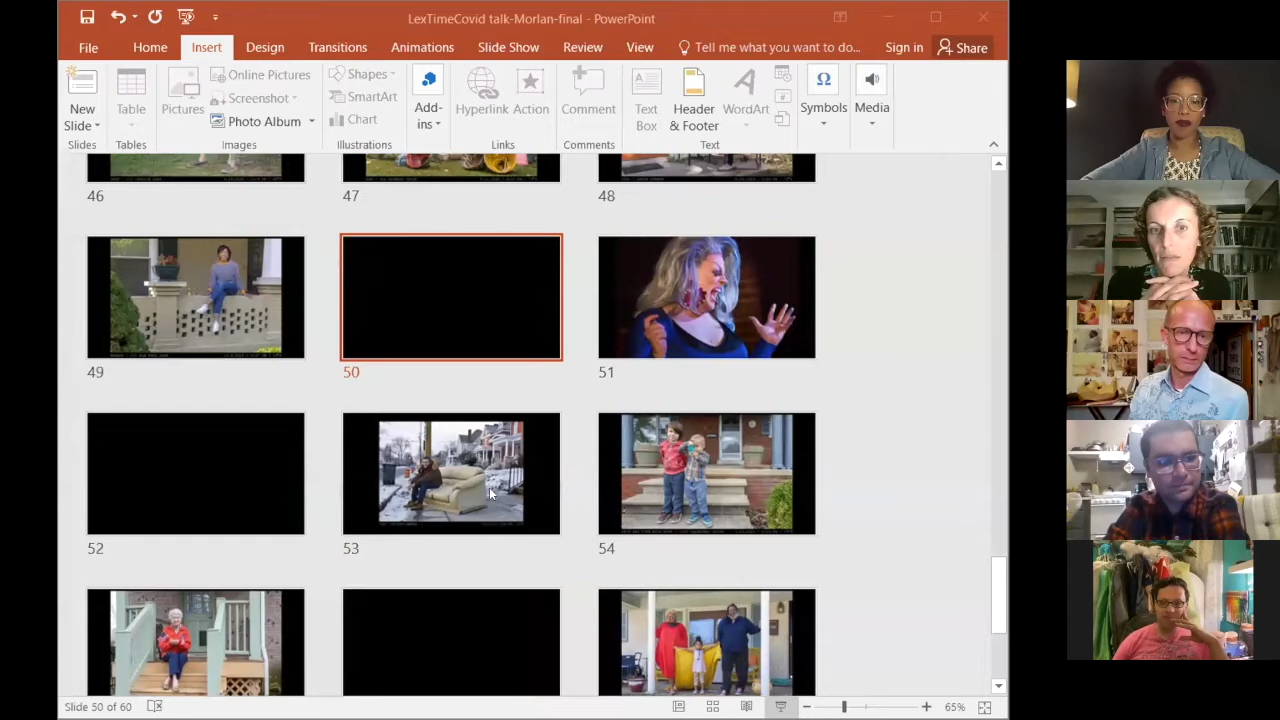 LexTimeCovid talk-Morlan-final - PowerPoint
File Home Insert Design Transitions Animations Slide Show Review View Tell me what you want to do... Sign in Share
New Slide
Table
Pictures
Online Pictures
Screenshot
Photo Album
Shapes
SmartArt
Chart
Add-ins
Hyperlink Action
Comment
Text Box
Header & Footer
WordArt
Symbols
Media
Slides Tables Images Illustrations Links Comments Text
46 47 48
49 50 51
52 53 54
Slide 50 of 60
65%